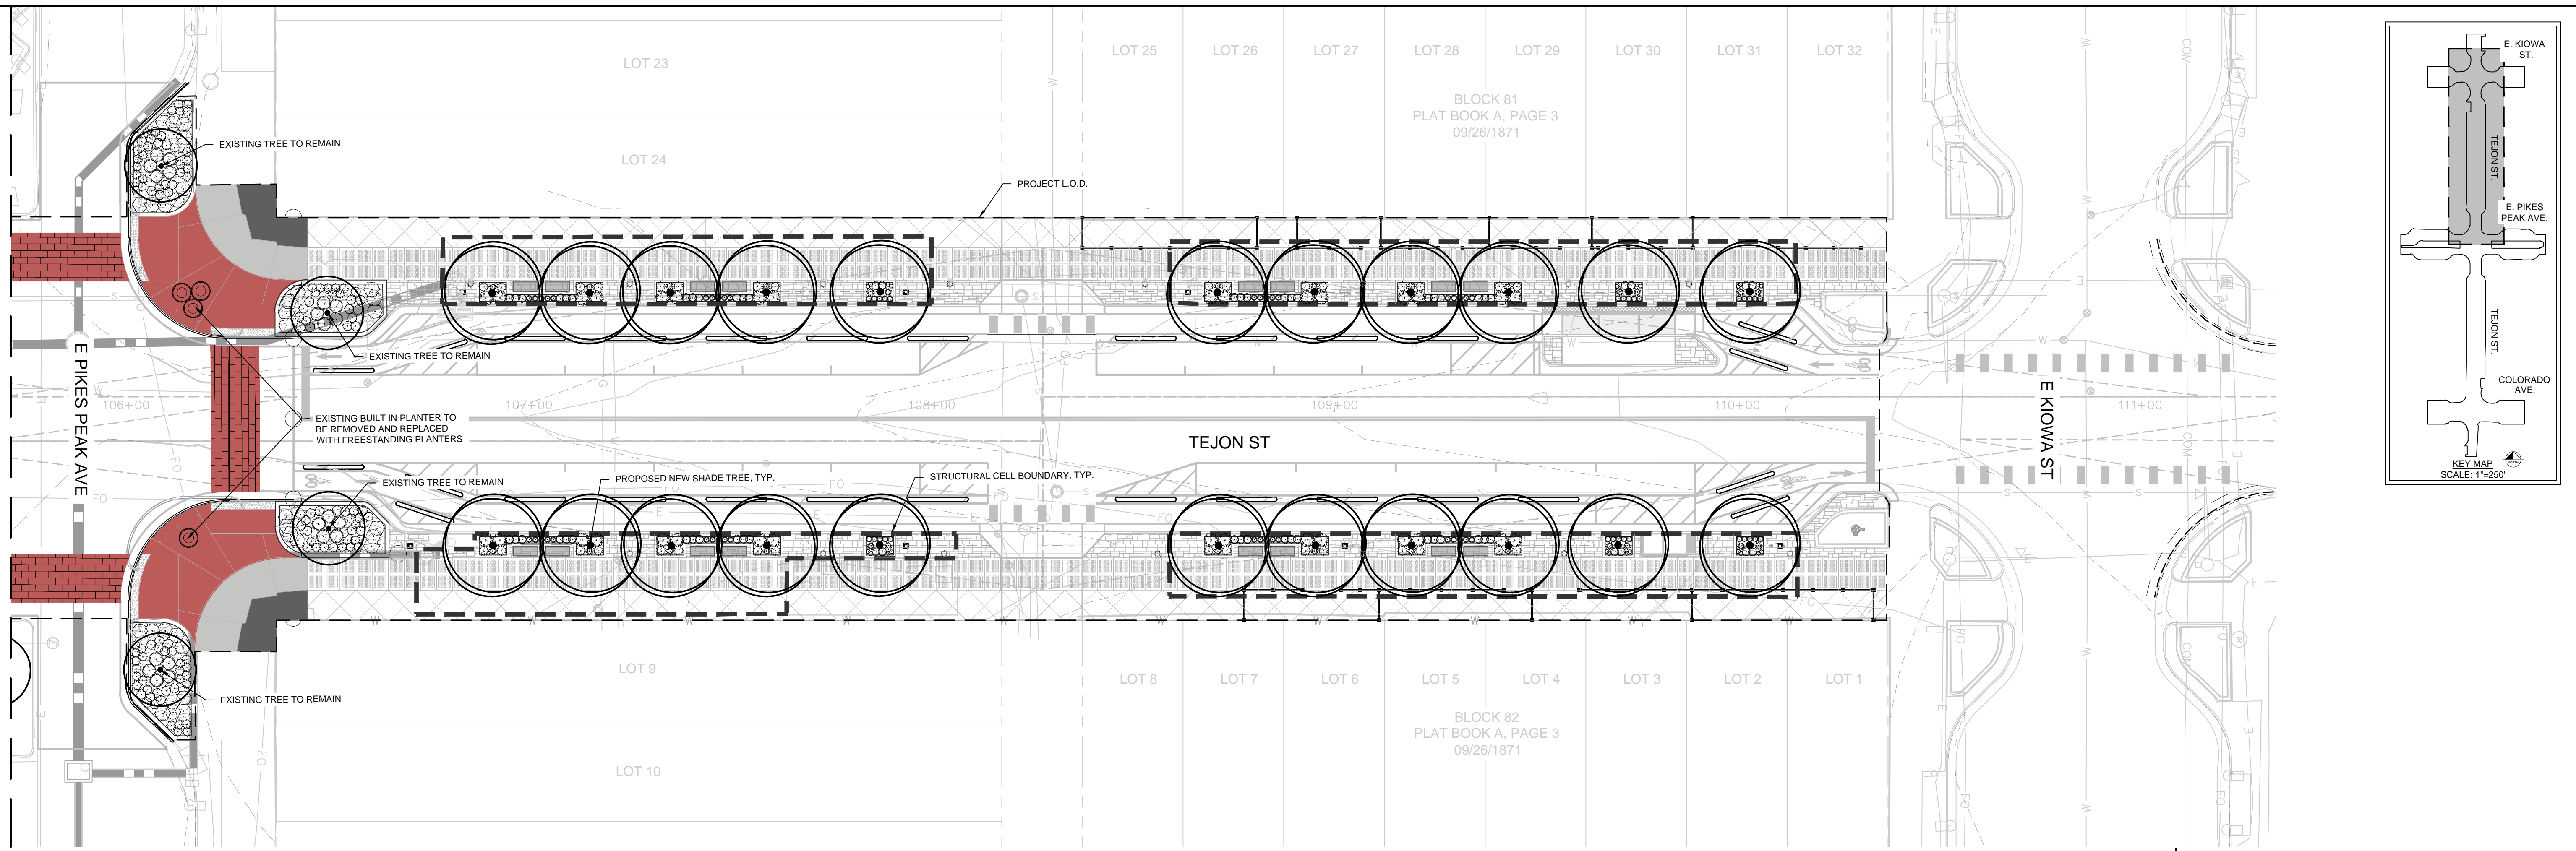 LOT 23
LOT 24
LOT 25
LOT 26
LOT 27
LOT 28
LOT 29
LOT 30
LOT 31
LOT 32
BLOCK 81
PLAT BOOK A, PAGE 3
09/26/1871
EXISTING TREE TO REMAIN
PROJECT L.O.D.
EXISTING TREE TO REMAIN
E PIKES PEAK AVE
106+00
107+00
108+00
109+00
110+00
111+00
EXISTING BUILT IN PLANTER TO
BE REMOVED AND REPLACED
WITH FREESTANDING PLANTERS
TEJON ST
E KIOWA ST
EXISTING TREE TO REMAIN
PROPOSED NEW SHADE TREE, TYP.
STRUCTURAL CELL BOUNDARY, TYP.
EXISTING TREE TO REMAIN
LOT 9
LOT 10
LOT 8
LOT 7
LOT 6
LOT 5
LOT 4
LOT 3
LOT 2
LOT 1
BLOCK 82
PLAT BOOK A, PAGE 3
09/26/1871
E. KIOWA
ST.
TEJON ST.
E. PIKES
PEAK AVE.
TEJON ST.
COLORADO
AVE.
KEY MAP
SCALE: 1"=250'